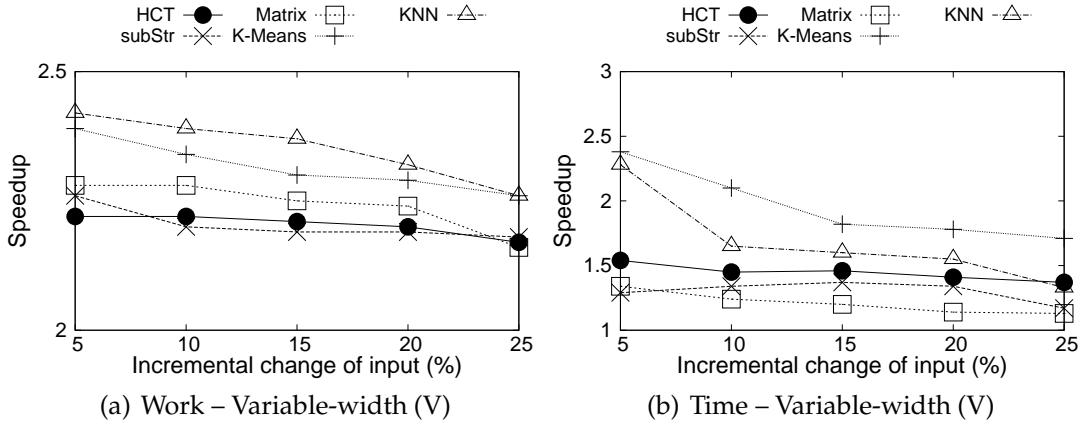 HCT Matrix KNN
subStr K-Means
2.5
2
Speedup
5 10 15 20 25
Incremental change of input (%)
(a) Work – Variable-width (V)
HCT Matrix KNN
subStr K-Means
3
2.5
2
1.5
1
Speedup
5 10 15 20 25
Incremental change of input (%)
(b) Time – Variable-width (V)